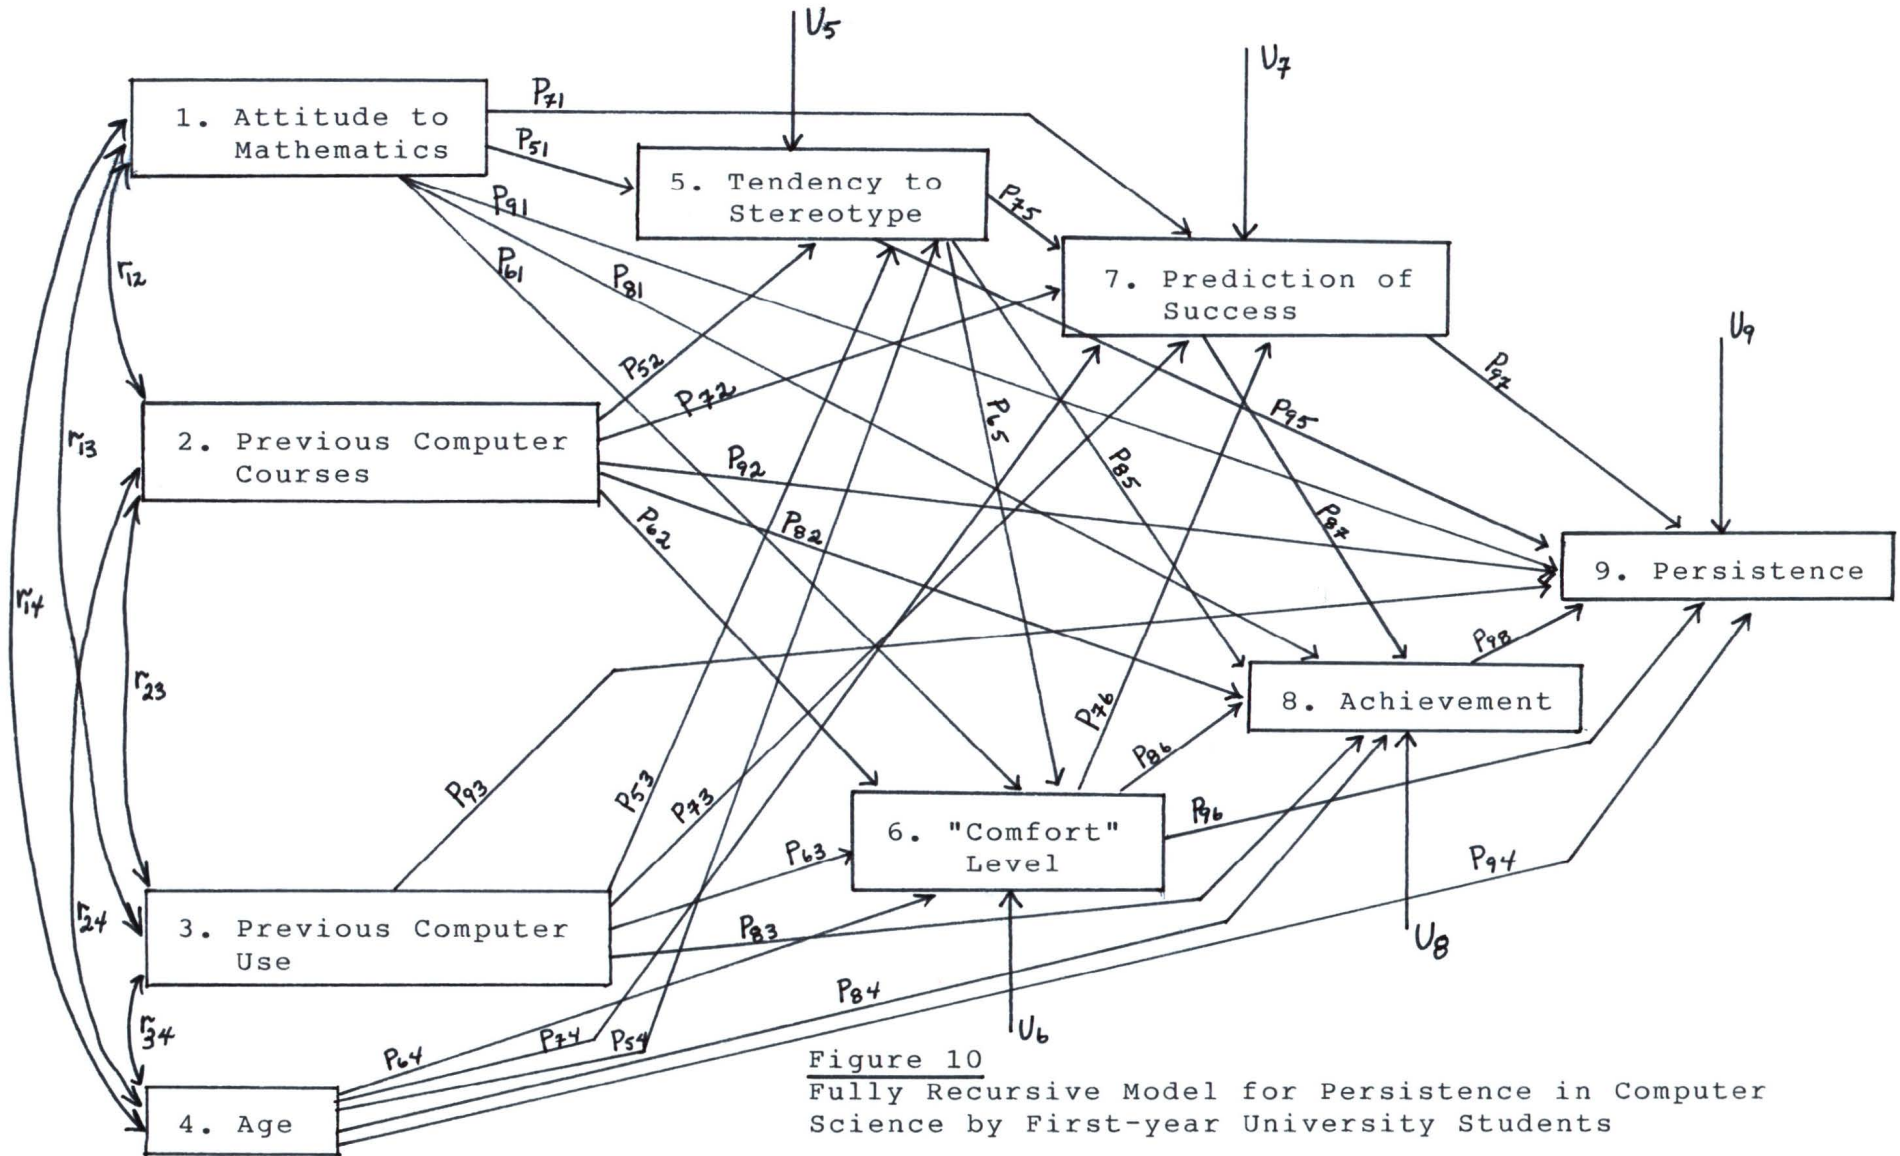 U5
U7
P71
1. Attitude to
Mathematics
P51
5. Tendency to
Stereotype
P75
P91
P61
P81
r12
7. Prediction of
Success
U9
P52
P72
P97
P65
P95
r13
2. Previous Computer
Courses
P92
P85
P62
P82
P87
9. Persistence
r14
r23
P98
8. Achievement
P76
P86
P93
P53
P73
6. "Comfort"
Level
P96
P63
P94
r24
3. Previous Computer
Use
P83
U8
P84
r34
P64
P74
P54
U6
4. Age
Figure 10
Fully Recursive Model for Persistence in Computer
Science by First-year University Students